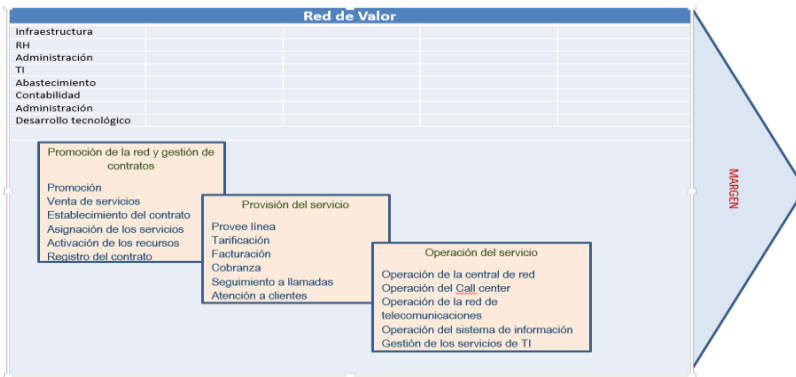 Red de Valor
Infraestructura
RH
Administración
TI
Abastecimiento
Contabilidad
Administración
Desarrollo tecnológico
Promoción de la red y gestión de
contratos
Promoción
Venta de servicios
Establecimiento del contrato
Asignación de los servicios
Activación de los recursos
Registro del contrato
Provisión del servicio
Provee línea
Tarificación
Facturación
Cobranza
Seguimiento a llamadas
Atención a clientes
Operación del servicio
Operación de la central de red
Operación del Call center
Operación de la red de
telecomunicaciones
Operación del sistema de información
Gestión de los servicios de TI
MARGEN